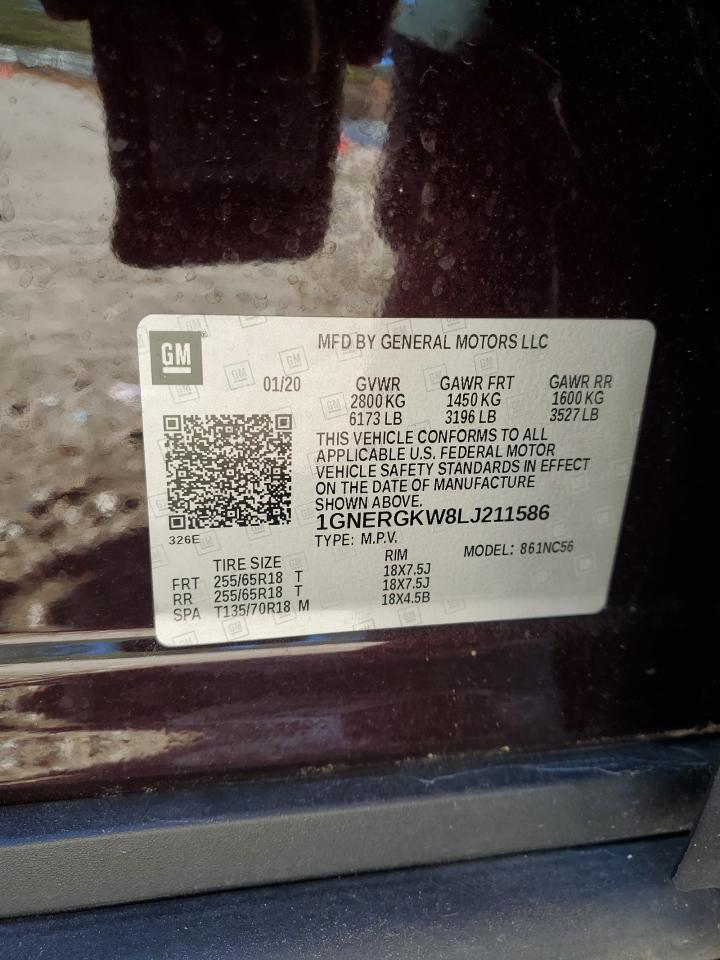 GM
MFD BY GENERAL MOTORS LLC
01/20 GVWR GAWR FRT GAWR RR
2800 KG 1450 KG 1600 KG
6173 LB 3196 LB 3527 LB
THIS VEHICLE CONFORMS TO ALL
APPLICABLE U.S. FEDERAL MOTOR
VEHICLE SAFETY STANDARDS IN EFFECT
ON THE DATE OF MANUFACTURE
SHOWN ABOVE.
1GNERGKW8LJ211586
326E
TYPE: M.P.V. MODEL: 861NC56
TIRE SIZE RIM
FRT 255/65R18 T 18X7.5J
RR 255/65R18 T 18X7.5J
SPA T135/70R18 M 18X4.5B